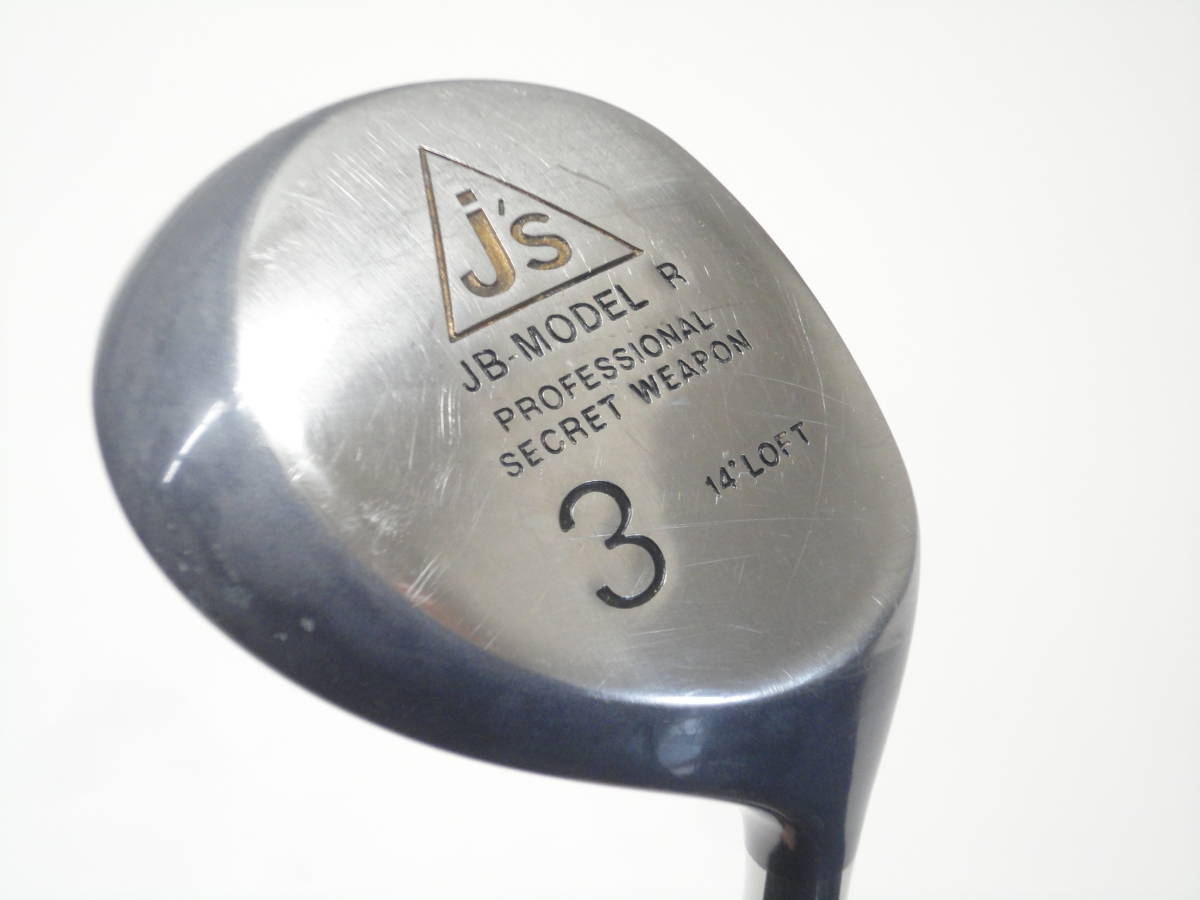 j's
JB-MODEL R
PROFESSIONAL
SECRET WEAPON
14° LOFT
3